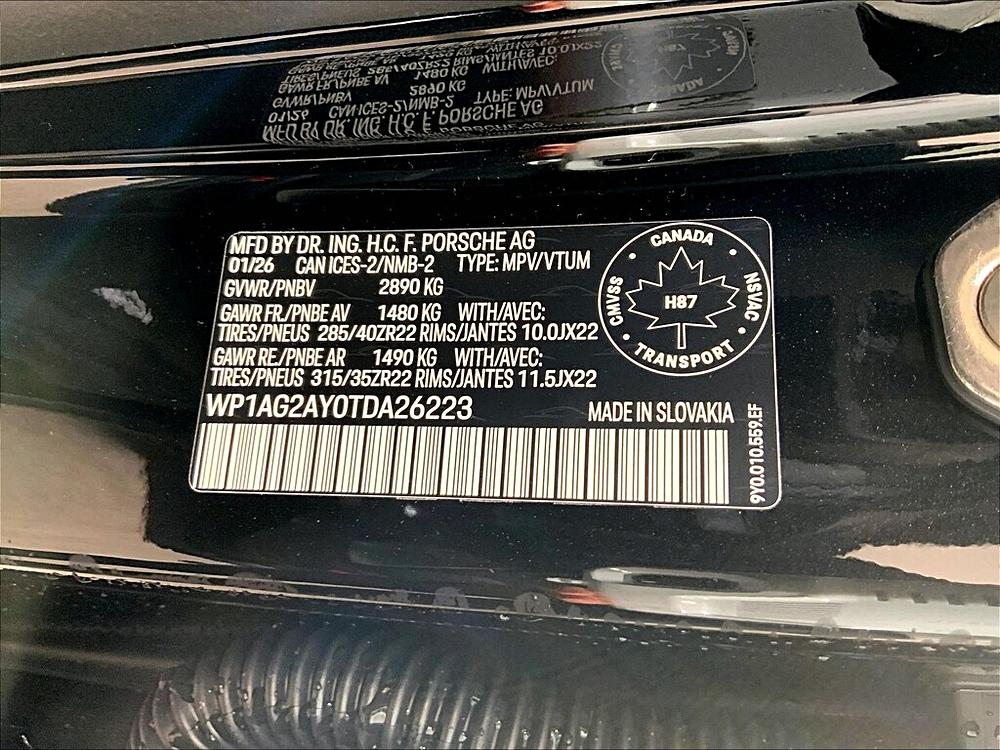 MFD BY DR. ING. H.C. F. PORSCHE AG
01/26 CAN ICES-2/NMB-2 TYPE: MPV/VTUM
GVWR/PNBV 2890 KG
GAWR FR./PNBE AV 1480 KG WITH/AVEC:
TIRES/PNEUS 285/40ZR22 RIMS/JANTES 10.0JX22
GAWR RE./PNBE AR 1490 KG WITH/AVEC:
TIRES/PNEUS 315/35ZR22 RIMS/JANTES 11.5JX22
WP1AG2AY0TDA26223 MADE IN SLOVAKIA
CANADA
CMVSS
NSVAC
H87
TRANSPORT
9Y0.010.559.EF